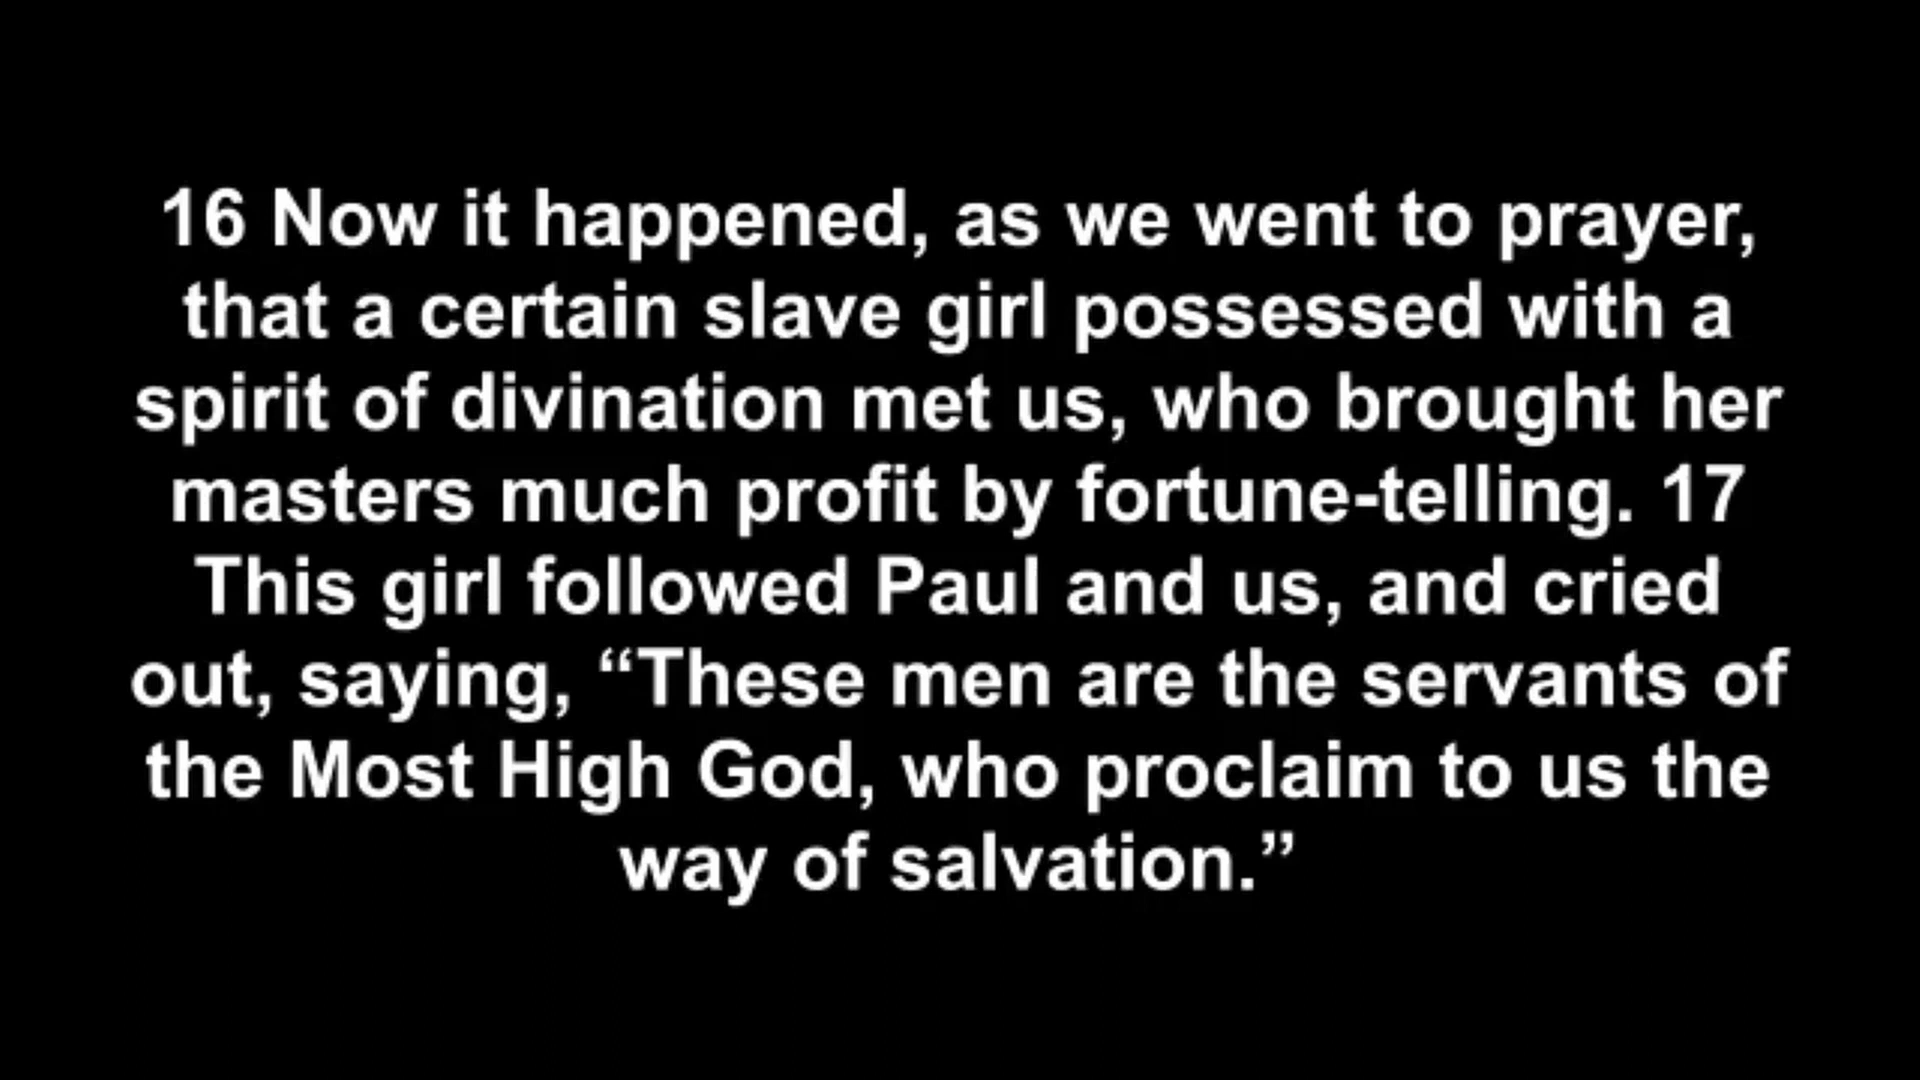 16 Now it happened, as we went to prayer,
that a certain slave girl possessed with a
spirit of divination met us, who brought her
masters much profit by fortune-telling. 17
This girl followed Paul and us, and cried
out, saying, “These men are the servants of
the Most High God, who proclaim to us the
way of salvation.”